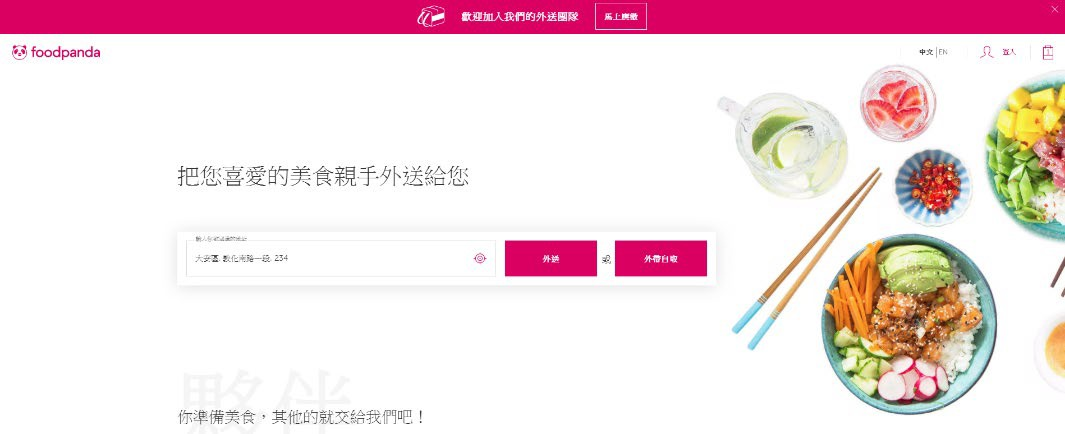 歡迎加入我們的外送團隊
馬上應徵
foodpanda
中文 | EN
登入
1
把您喜愛的美食親手外送給您
大安區, 敦化南路一段, 234
外送
或
外帶自取
夥伴
你準備美食，其他的就交給我們吧！